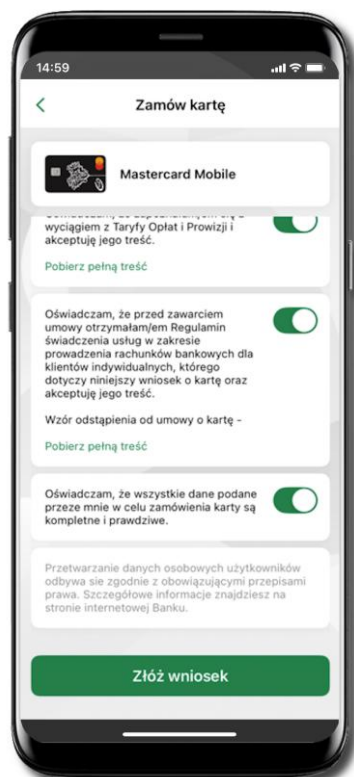 14:59
Zamów kartę
Mastercard Mobile
wyciągiem z Taryfy Opłat i Prowizji i
akceptuję jego treść.
Pobierz pełną treść
Oświadczam, że przed zawarciem
umowy otrzymałam/em Regulamin
świadczenia usług w zakresie
prowadzenia rachunków bankowych dla
klientów indywidualnych, którego
dotyczy niniejszy wniosek o kartę oraz
akceptuję jego treść.
Wzór odstąpienia od umowy o kartę -
Pobierz pełną treść
Oświadczam, że wszystkie dane podane
przeze mnie w celu zamówienia karty są
kompletne i prawdziwe.
Przetwarzanie danych osobowych użytkowników
odbywa sie zgodnie z obowiązującymi przepisami
prawa. Szczegółowe informacje znajdziesz na
stronie internetowej Banku.
Złóż wniosek